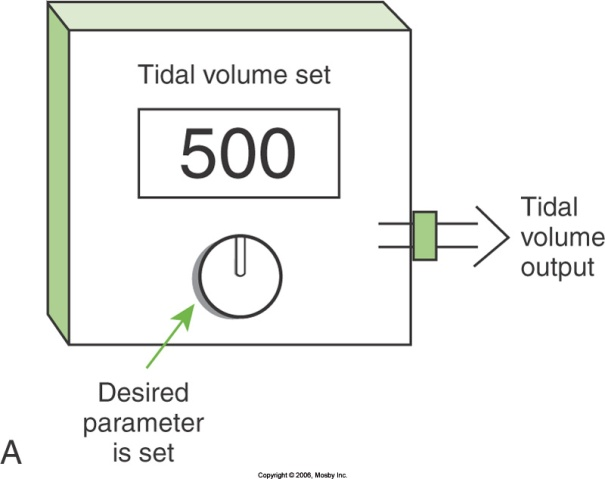 Tidal volume set
500
Tidal
volume
output
Desired
parameter
is set
A
Copyright © 2006, Mosby Inc.